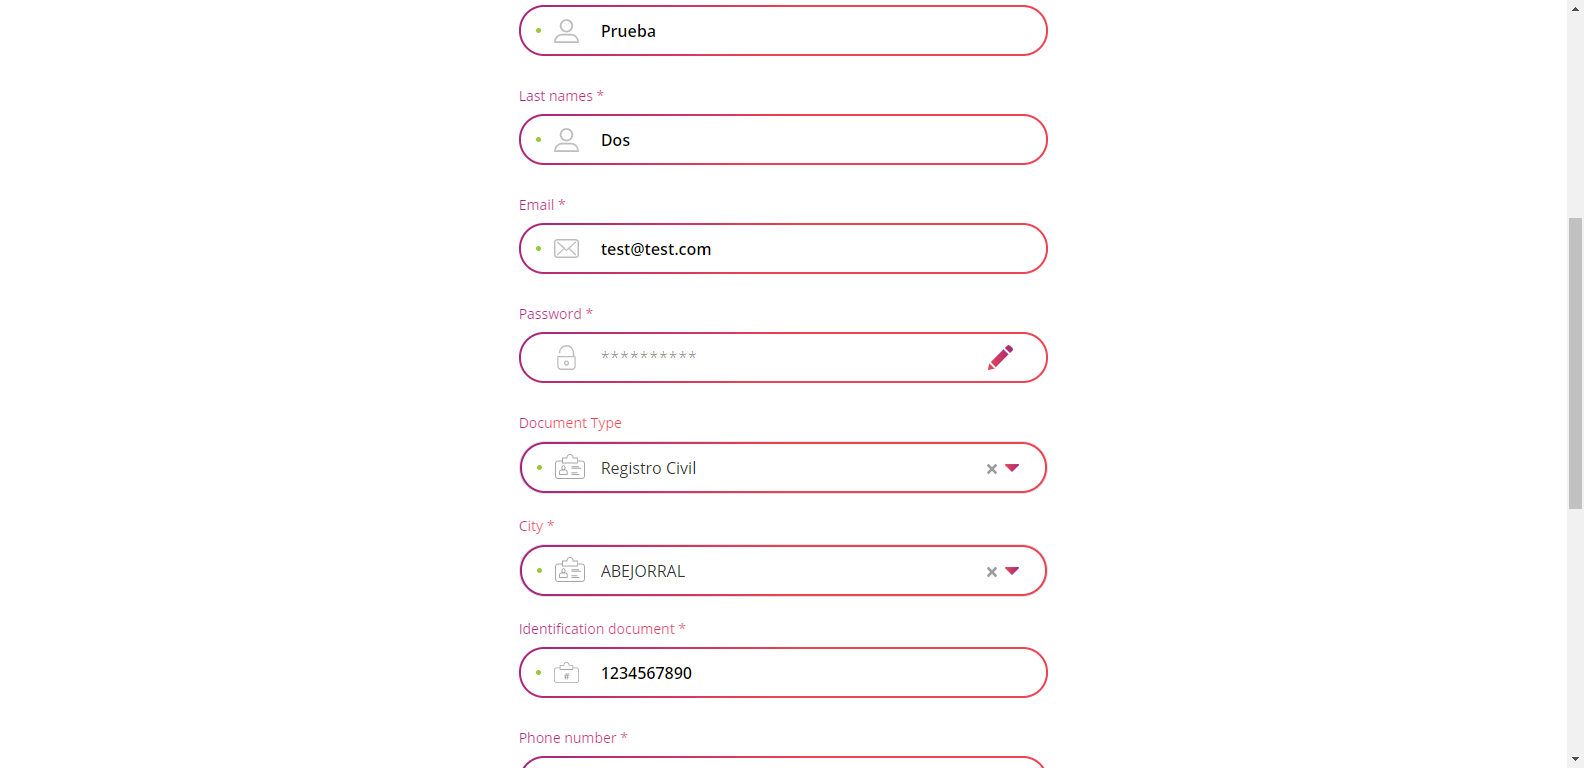 Prueba
Last names *
Dos
Email *
test@test.com
Password *
**********
Document Type
Registro Civil
City *
ABEJORRAL
Identification document *
#
1234567890
Phone number *